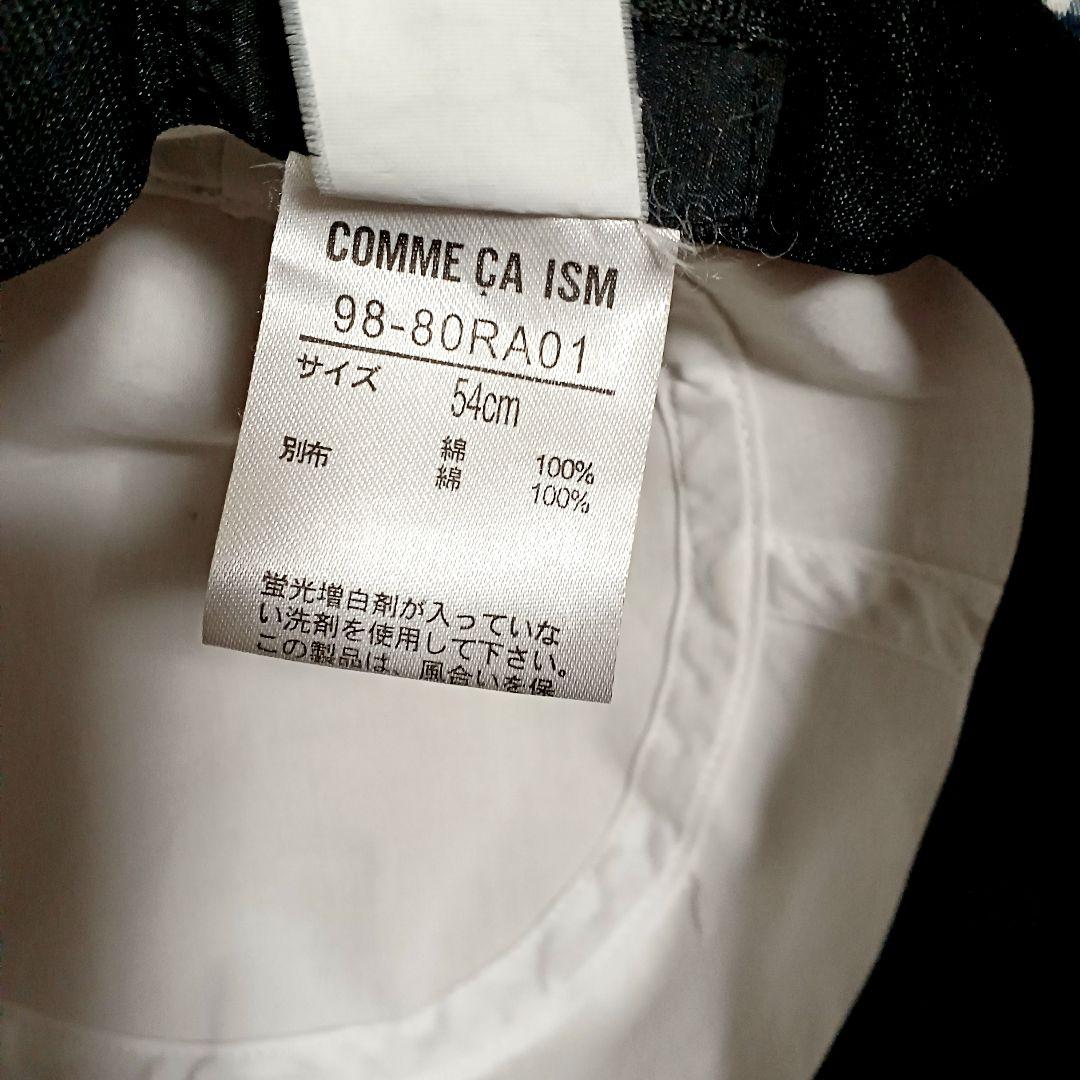 COMME ÇA ISM
98-80RA01
サイズ 54cm
綿 100%
別布 綿 100%
蛍光増白剤が入っていな
い洗剤を使用して下さい。
この製品は、風合いを保